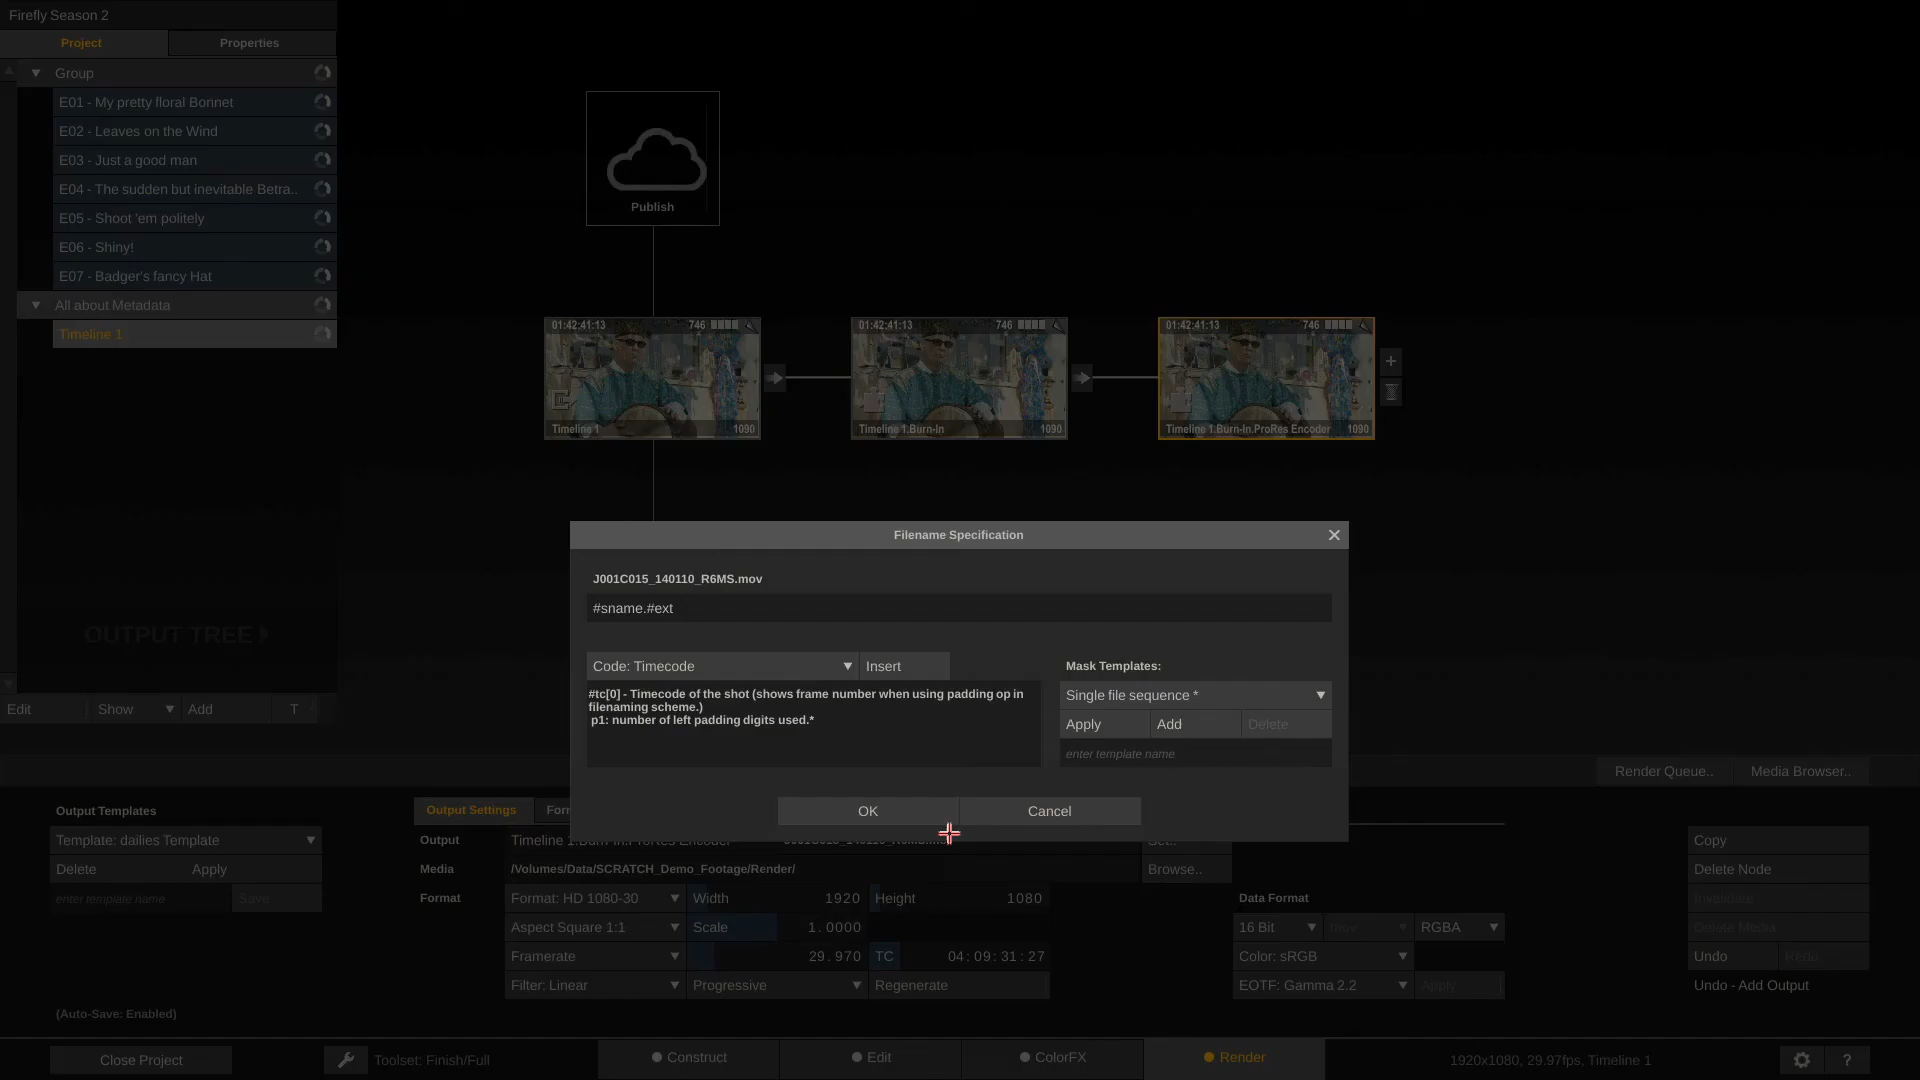 Firefly Season 2
Project
Properties
Group
E01 - My pretty floral Bonnet
E02 - Leaves on the Wind
E03 - Just a good man
E04 - The sudden but inevitable Betra..
E05 - Shoot 'em politely
E06 - Shiny!
E07 - Badger's fancy Hat
All about Metadata
Timeline 1
OUTPUT TREE
Edit
Show
Add
T
Publish
01:42:41:13 746
Timeline 1 1090
01:42:41:13 746
Timeline 1.Burn-In 1090
01:42:41:13 746
Timeline 1.Burn-In.ProRes Encoder 1090
Filename Specification
J001C015_140110_R6MS.mov
#sname.#ext
Code: Timecode
Insert
#tc[0] - Timecode of the shot (shows frame number when using padding op in
filenaming scheme.)
p1: number of left padding digits used.*
Mask Templates:
Single file sequence *
Apply
Add
Delete
enter template name
OK
Cancel
Render Queue..
Media Browser..
Output Templates
Template: dailies Template
Delete
Apply
enter template name
Save
(Auto-Save: Enabled)
Output Settings
Output
Timeline 1.Burn-In.ProRes Encoder
Set..
Media
/Volumes/Data/SCRATCH_Demo_Footage/Render/
Browse..
Format
Format: HD 1080-30
Width 1920
Height 1080
Aspect Square 1:1
Scale 1.0000
Framerate
29.970
TC 04:09:31:27
Filter: Linear
Progressive
Regenerate
Data Format
16 Bit
RGBA
Color: sRGB
EOTF: Gamma 2.2
Apply
Copy
Delete Node
Invalidate
Delete Media
Undo
Redo
Undo - Add Output
Close Project
Toolset: Finish/Full
Construct
Edit
ColorFX
Render
1920x1080, 29.97fps, Timeline 1
?